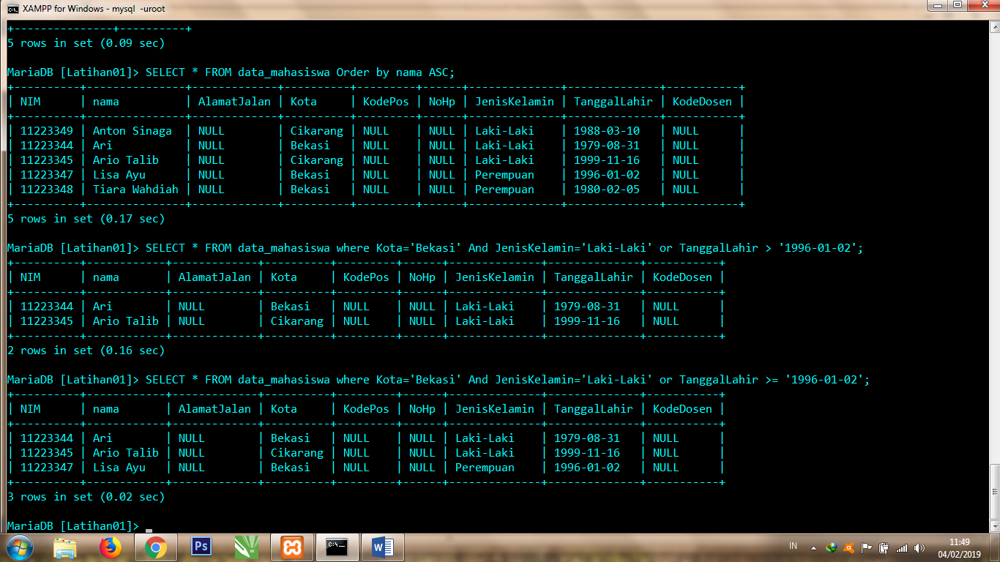 XAMPP for Windows - mysql  -uroot
+---------------+----------+
5 rows in set (0.09 sec)
MariaDB [Latihan01]> SELECT * FROM data_mahasiswa Order by nama ASC;
+----------+---------------+-------------+----------+---------+------+--------------+--------------+-----------+
| NIM      | nama          | AlamatJalan | Kota     | KodePos | NoHp | JenisKelamin | TanggalLahir | KodeDosen |
+----------+---------------+-------------+----------+---------+------+--------------+--------------+-----------+
| 11223349 | Anton Sinaga  | NULL        | Cikarang | NULL    | NULL | Laki-Laki    | 1988-03-10   | NULL      |
| 11223344 | Ari           | NULL        | Bekasi   | NULL    | NULL | Laki-Laki    | 1979-08-31   | NULL      |
| 11223345 | Ario Talib    | NULL        | Cikarang | NULL    | NULL | Laki-Laki    | 1999-11-16   | NULL      |
| 11223347 | Lisa Ayu      | NULL        | Bekasi   | NULL    | NULL | Perempuan    | 1996-01-02   | NULL      |
| 11223348 | Tiara Wahdiah | NULL        | Bekasi   | NULL    | NULL | Perempuan    | 1980-02-05   | NULL      |
+----------+---------------+-------------+----------+---------+------+--------------+--------------+-----------+
5 rows in set (0.17 sec)
MariaDB [Latihan01]> SELECT * FROM data_mahasiswa where Kota='Bekasi' And JenisKelamin='Laki-Laki' or TanggalLahir > '1996-01-02';
+----------+------------+-------------+----------+---------+------+--------------+--------------+-----------+
| NIM      | nama       | AlamatJalan | Kota     | KodePos | NoHp | JenisKelamin | TanggalLahir | KodeDosen |
+----------+------------+-------------+----------+---------+------+--------------+--------------+-----------+
| 11223344 | Ari        | NULL        | Bekasi   | NULL    | NULL | Laki-Laki    | 1979-08-31   | NULL      |
| 11223345 | Ario Talib | NULL        | Cikarang | NULL    | NULL | Laki-Laki    | 1999-11-16   | NULL      |
+----------+------------+-------------+----------+---------+------+--------------+--------------+-----------+
2 rows in set (0.16 sec)
MariaDB [Latihan01]> SELECT * FROM data_mahasiswa where Kota='Bekasi' And JenisKelamin='Laki-Laki' or TanggalLahir >= '1996-01-02';
+----------+------------+-------------+----------+---------+------+--------------+--------------+-----------+
| NIM      | nama       | AlamatJalan | Kota     | KodePos | NoHp | JenisKelamin | TanggalLahir | KodeDosen |
+----------+------------+-------------+----------+---------+------+--------------+--------------+-----------+
| 11223344 | Ari        | NULL        | Bekasi   | NULL    | NULL | Laki-Laki    | 1979-08-31   | NULL      |
| 11223345 | Ario Talib | NULL        | Cikarang | NULL    | NULL | Laki-Laki    | 1999-11-16   | NULL      |
| 11223347 | Lisa Ayu   | NULL        | Bekasi   | NULL    | NULL | Perempuan    | 1996-01-02   | NULL      |
+----------+------------+-------------+----------+---------+------+--------------+--------------+-----------+
3 rows in set (0.02 sec)
MariaDB [Latihan01]> _
Ps
IN
11:49
04/02/2019